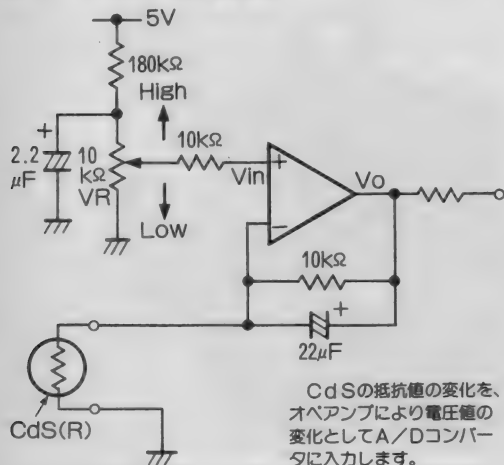 5V
180kΩ
High
+
2.2
μF
10
kΩ
VR
10kΩ
Vin
+
−
Vo
Low
10kΩ
+
22μF
CdS(R)
CdSの抵抗値の変化を、
オペアンプにより電圧値の
変化としてA/Dコンバー
タに入力します。